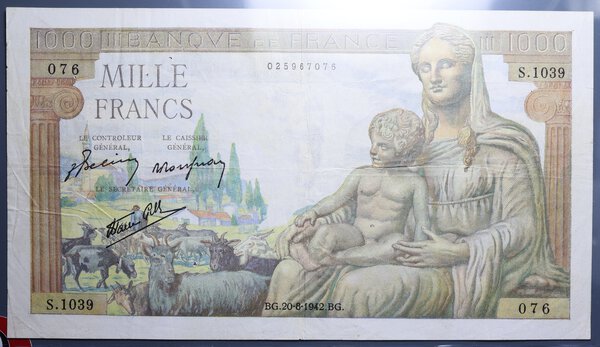 1000 BANQVE DE FRANCE 1000
025967076
076
S.1039
MILLE
FRANCS
LE CONTROLEUR
GÉNÉRAL,
LE CAISSIER
GÉNÉRAL,
LE SECRÉTAIRE GÉNÉRAL,
S.1039
BG.20-8-1942.BG.
076